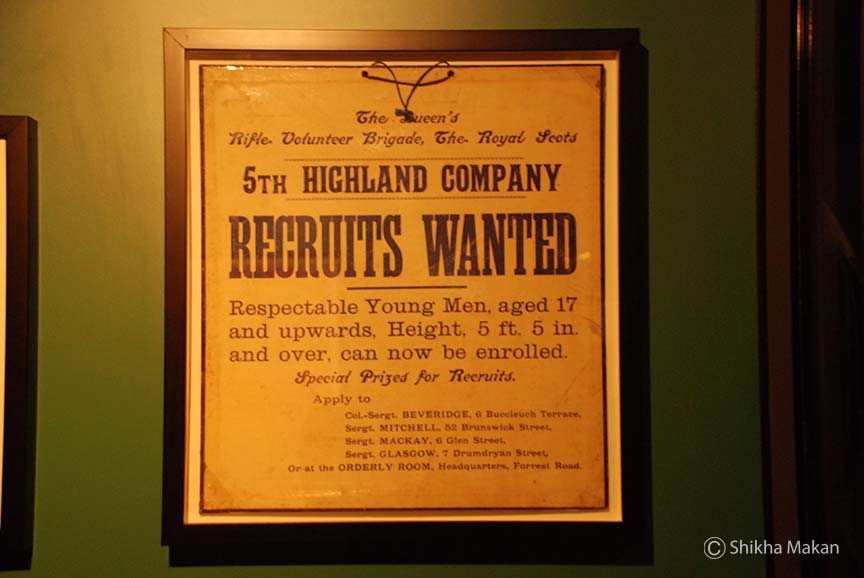 The Queen's
Rifle Volunteer Brigade, The Royal Scots
5TH HIGHLAND COMPANY
RECRUITS WANTED
Respectable Young Men, aged 17
and upwards, Height, 5 ft. 5 in.
and over, can now be enrolled.
Special Prizes for Recruits.
Apply to
Col.-Sergt. BEVERIDGE, 6 Buccleuch Terrace,
Sergt. MITCHELL, 52 Brunswick Street,
Sergt. MACKAY, 6 Glen Street,
Sergt. GLASGOW, 7 Drumdryan Street,
Or at the ORDERLY ROOM, Headquarters, Forrest Road.
© Shikha Makan